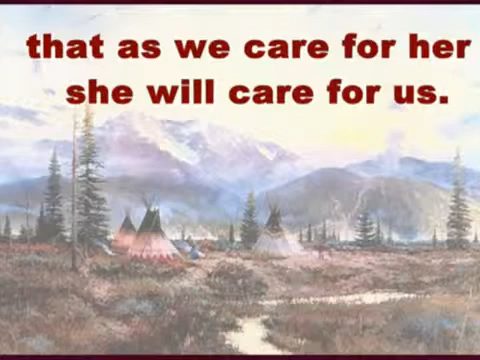 that as we care for her
she will care for us.